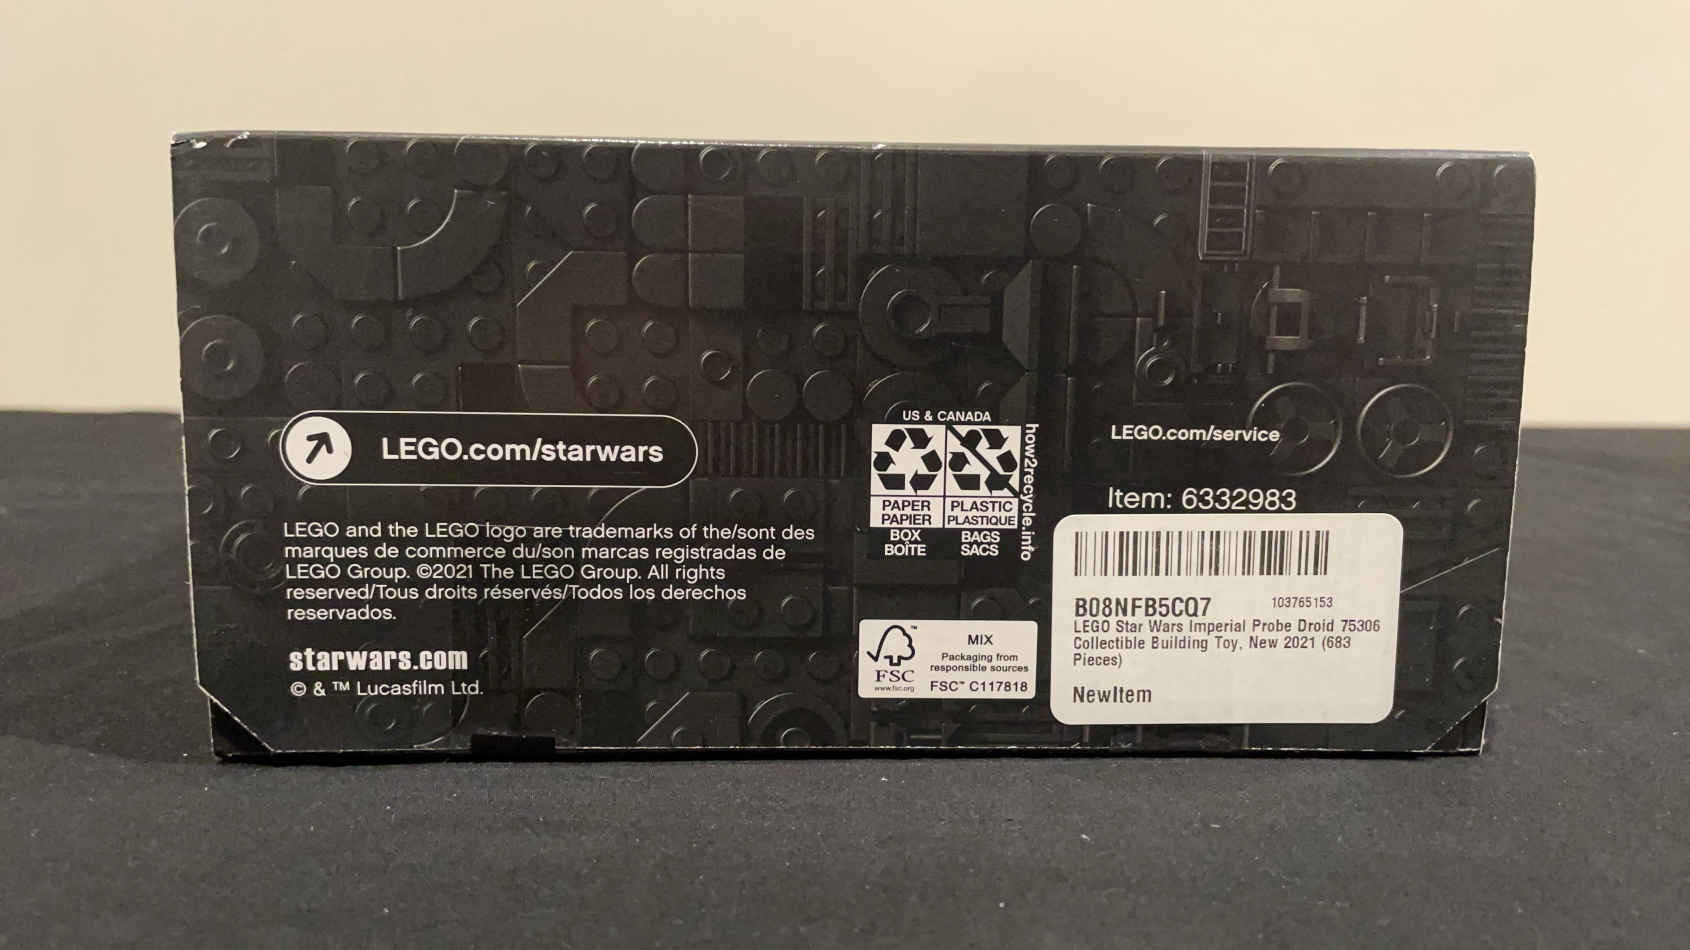 LEGO.com/starwars
LEGO and the LEGO logo are trademarks of the/sont des
marques de commerce du/son marcas registradas de
LEGO Group. ©2021 The LEGO Group. All rights
reserved/Tous droits réservés/Todos los derechos
reservados.
starwars.com
© & ™ Lucasfilm Ltd.
US & CANADA
PAPER
PAPIER
BOX
BOÎTE
PLASTIC
PLASTIQUE
BAGS
SACS
how2recycle.info
FSC
www.fsc.org
MIX
Packaging from
responsible sources
FSC™ C117818
LEGO.com/service
Item: 6332983
B08NFB5CQ7 103765153
LEGO Star Wars Imperial Probe Droid 75306
Collectible Building Toy, New 2021 (683
Pieces)
NewItem